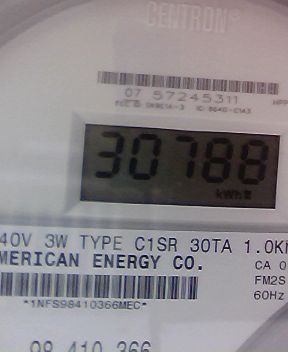 CENTRON®
07 57245311
30788
kWh
40V 3W TYPE C1SR 30TA 1.0K
MERICAN ENERGY CO.
CA 0
FM2S
60Hz
*1NFS98410366MEC*
98 410 366